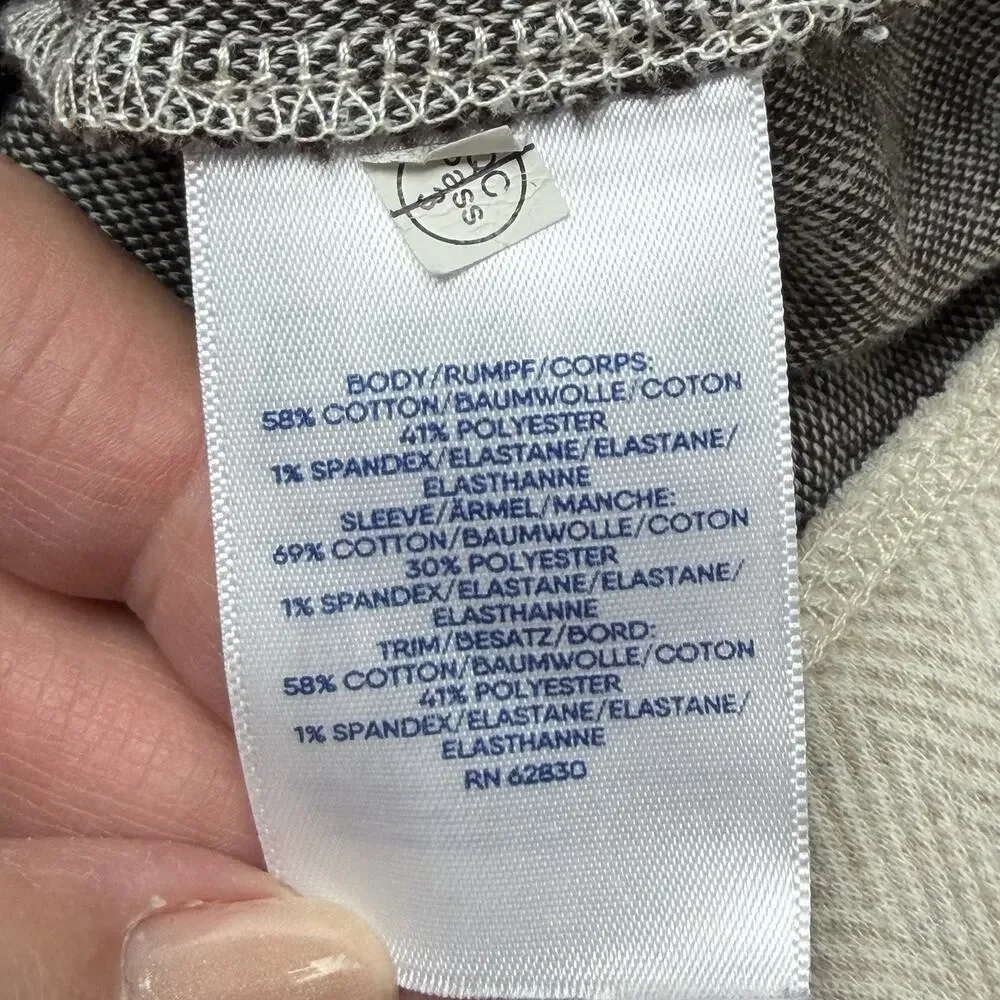 QC
Pass
BODY/RUMPF/CORPS:
58% COTTON/BAUMWOLLE/COTON
41% POLYESTER
1% SPANDEX/ELASTANE/ELASTANE/
ELASTHANNE
SLEEVE/ÄRMEL/MANCHE:
69% COTTON/BAUMWOLLE/COTON
30% POLYESTER
1% SPANDEX/ELASTANE/ELASTANE/
ELASTHANNE
TRIM/BESATZ/BORD:
58% COTTON/BAUMWOLLE/COTON
41% POLYESTER
1% SPANDEX/ELASTANE/ELASTANE/
ELASTHANNE
RN 62830